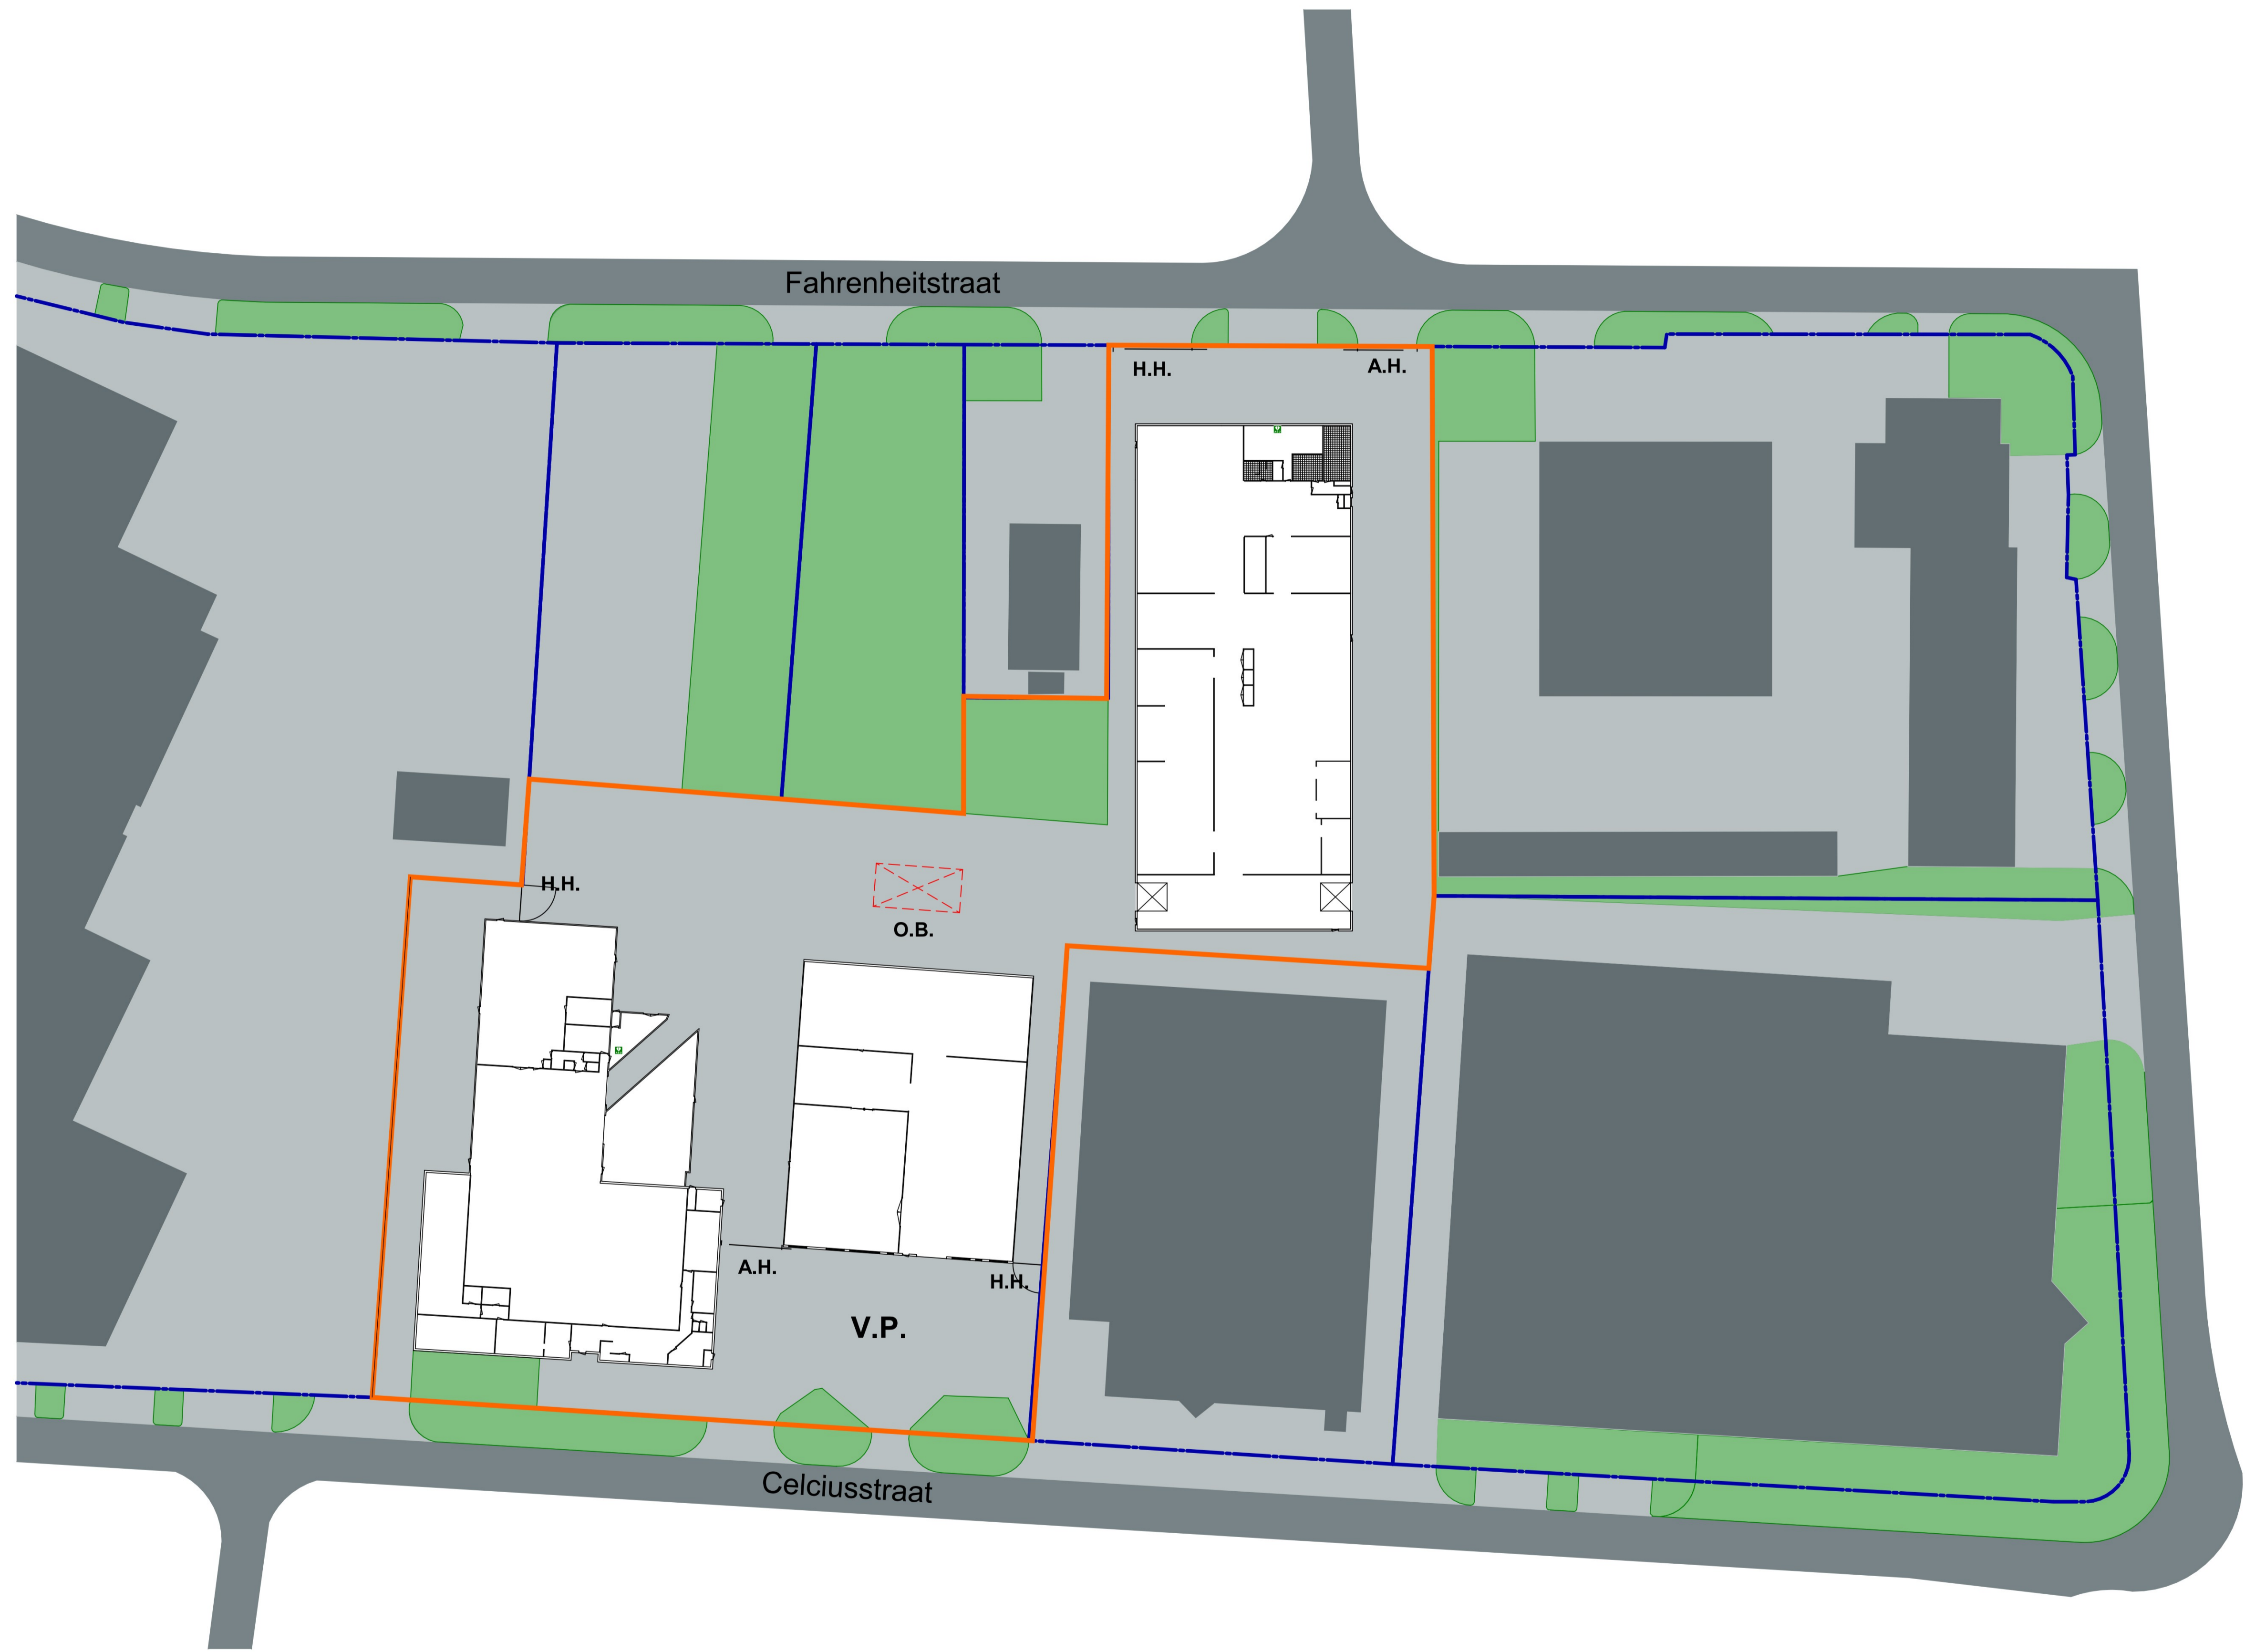 Fahrenheitstraat
H.H.
A.H.
H.H.
O.B.
A.H.
H.H.
V.P.
Celciusstraat